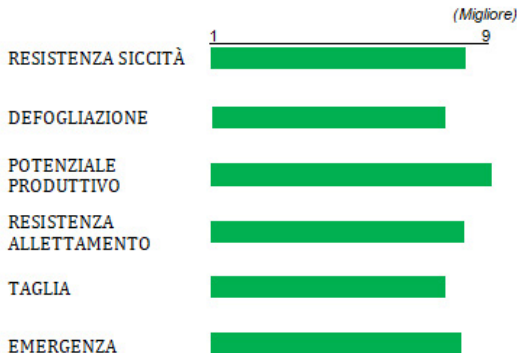 (Migliore)
1 9
RESISTENZA SICCITÀ
DEFOGLIAZIONE
POTENZIALE
PRODUTTIVO
RESISTENZA
ALLETTAMENTO
TAGLIA
EMERGENZA